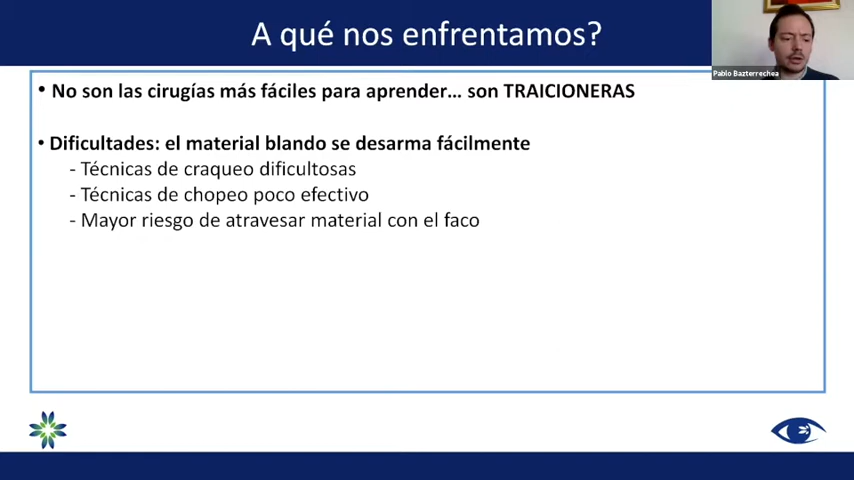 A qué nos enfrentamos?
Pablo Bazterrechea
• No son las cirugías más fáciles para aprender... son TRAICIONERAS
• Dificultades: el material blando se desarma fácilmente
- Técnicas de craqueo dificultosas
- Técnicas de chopeo poco efectivo
- Mayor riesgo de atravesar material con el faco